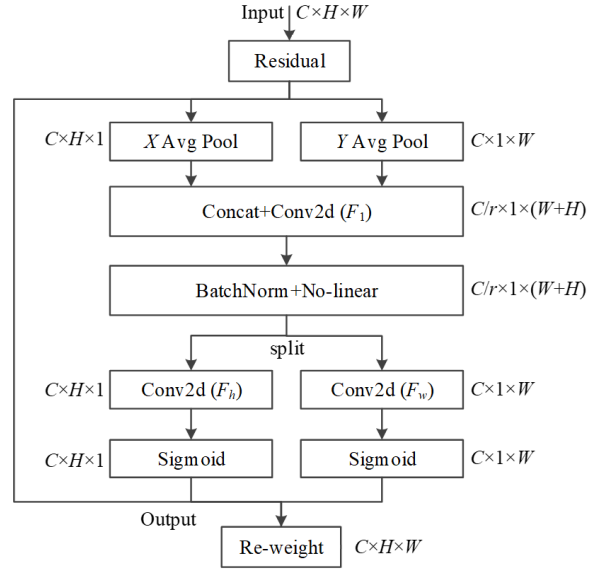 Input C×H×W
Residual
C×H×1 X Avg Pool Y Avg Pool C×1×W
Concat+Conv2d (F₁) C/r×1×(W+H)
BatchNorm+No-linear C/r×1×(W+H)
split
C×H×1 Conv2d (Fₕ) Conv2d (F_w) C×1×W
C×H×1 Sigmoid Sigmoid C×1×W
Output
Re-weight C×H×W